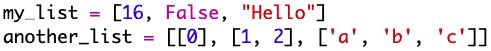 my_list = [16, False, "Hello"]
another_list = [[0], [1, 2], ['a', 'b', 'c']]